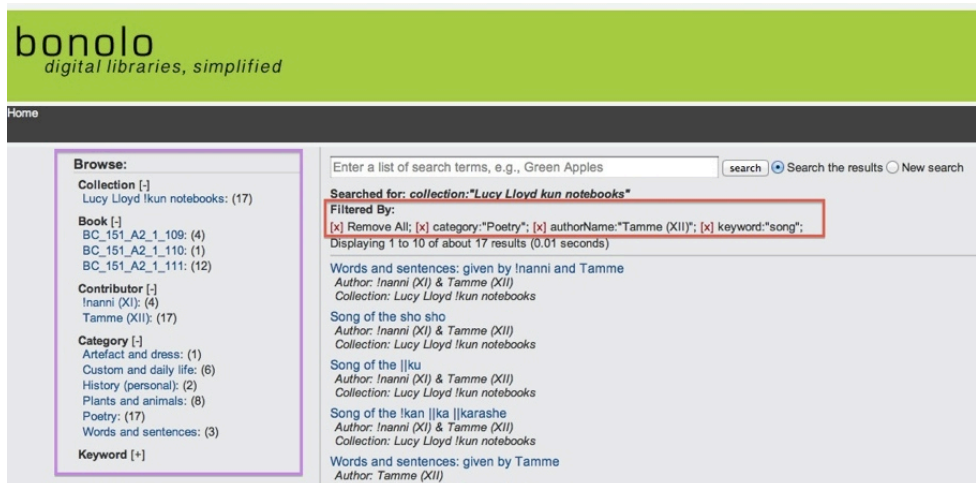 bonolo
digital libraries, simplified
Home
Browse:
Collection [-]
Lucy Lloyd !kun notebooks: (17)
Book [-]
BC_151_A2_1_109: (4)
BC_151_A2_1_110: (1)
BC_151_A2_1_111: (12)
Contributor [-]
!nanni (XI): (4)
Tamme (XII): (17)
Category [-]
Artefact and dress: (1)
Custom and daily life: (6)
History (personal): (2)
Plants and animals: (8)
Poetry: (17)
Words and sentences: (3)
Keyword [+]
Enter a list of search terms, e.g., Green Apples
search
Search the results
New search
Searched for: collection:"Lucy Lloyd kun notebooks"
Filtered By:
[x] Remove All; [x] category:"Poetry"; [x] authorName:"Tamme (XII)"; [x] keyword:"song";
Displaying 1 to 10 of about 17 results (0.01 seconds)
Words and sentences: given by !nanni and Tamme
Author: !nanni (XI) & Tamme (XII)
Collection: Lucy Lloyd !kun notebooks
Song of the sho sho
Author: !nanni (XI) & Tamme (XII)
Collection: Lucy Lloyd !kun notebooks
Song of the ||ku
Author: !nanni (XI) & Tamme (XII)
Collection: Lucy Lloyd !kun notebooks
Song of the !kan ||ka ||karashe
Author: !nanni (XI) & Tamme (XII)
Collection: Lucy Lloyd !kun notebooks
Words and sentences: given by Tamme
Author: Tamme (XII)